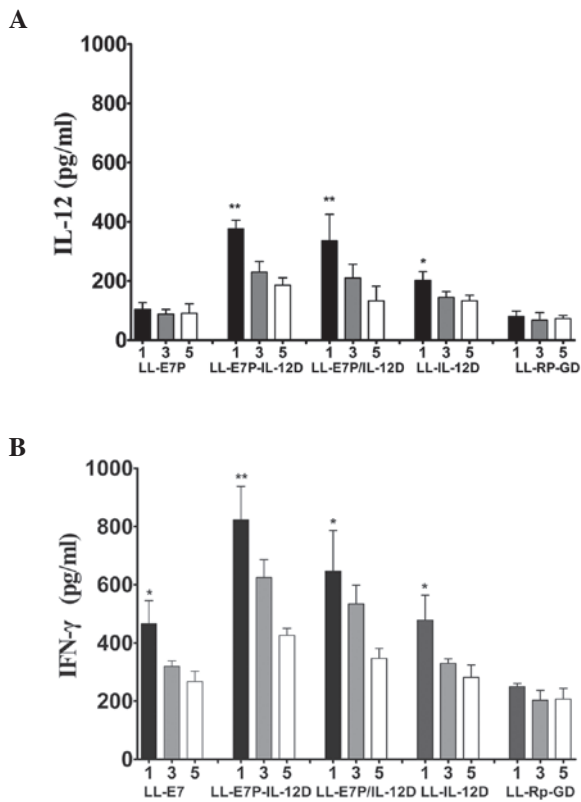 A
1000
800
600
400
200
0
IL-12 (pg/ml)
** ** *
1 3 5 1 3 5 1 3 5 1 3 5 1 3 5
LL-E7P LL-E7P-IL-12D LL-E7P/IL-12D LL-IL-12D LL-RP-GD
B
1000
800
600
400
200
0
IFN-γ (pg/ml)
* ** * *
1 3 5 1 3 5 1 3 5 1 3 5 1 3 5
LL-E7 LL-E7P-IL-12D LL-E7P/IL-12D LL-IL-12D LL-Rp-GD